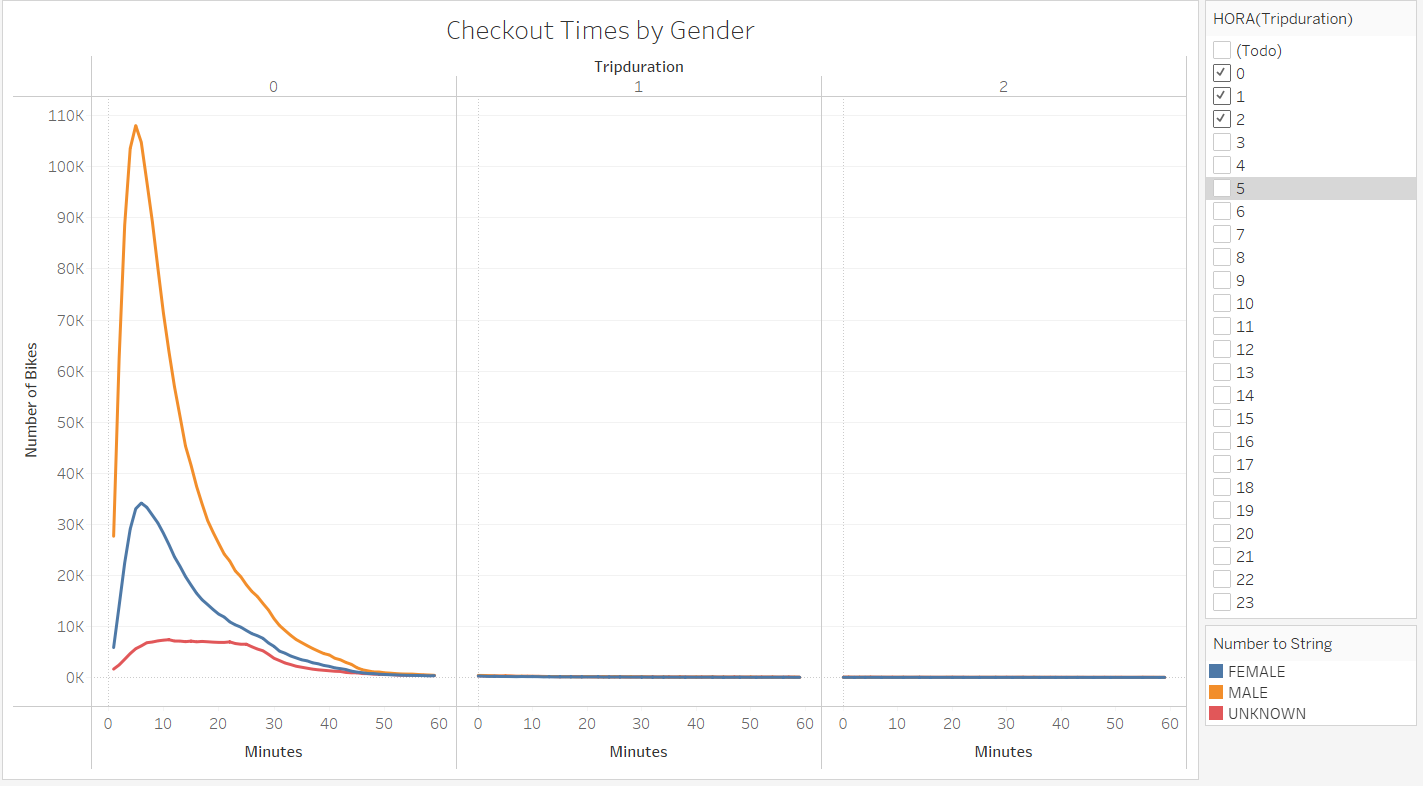 Checkout Times by Gender
Tripduration
0 1 2
110K
100K
90K
80K
70K
60K
50K
40K
30K
20K
10K
0K
Number of Bikes
0 10 20 30 40 50 60 0 10 20 30 40 50 60 0 10 20 30 40 50 60
Minutes Minutes Minutes
HORA(Tripduration)
(Todo)
0
1
2
3
4
5
6
7
8
9
10
11
12
13
14
15
16
17
18
19
20
21
22
23
Number to String
FEMALE
MALE
UNKNOWN